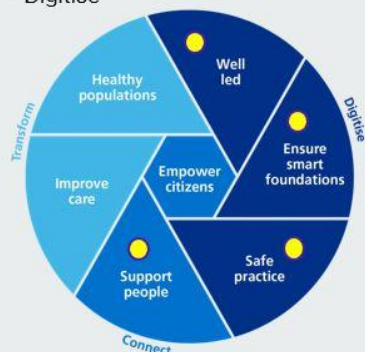 Digitise
Healthy
populations
Well
led
Transform
Digitise
Ensure
smart
foundations
Empower
citizens
Improve
care
Support
people
Safe
practice
Connect